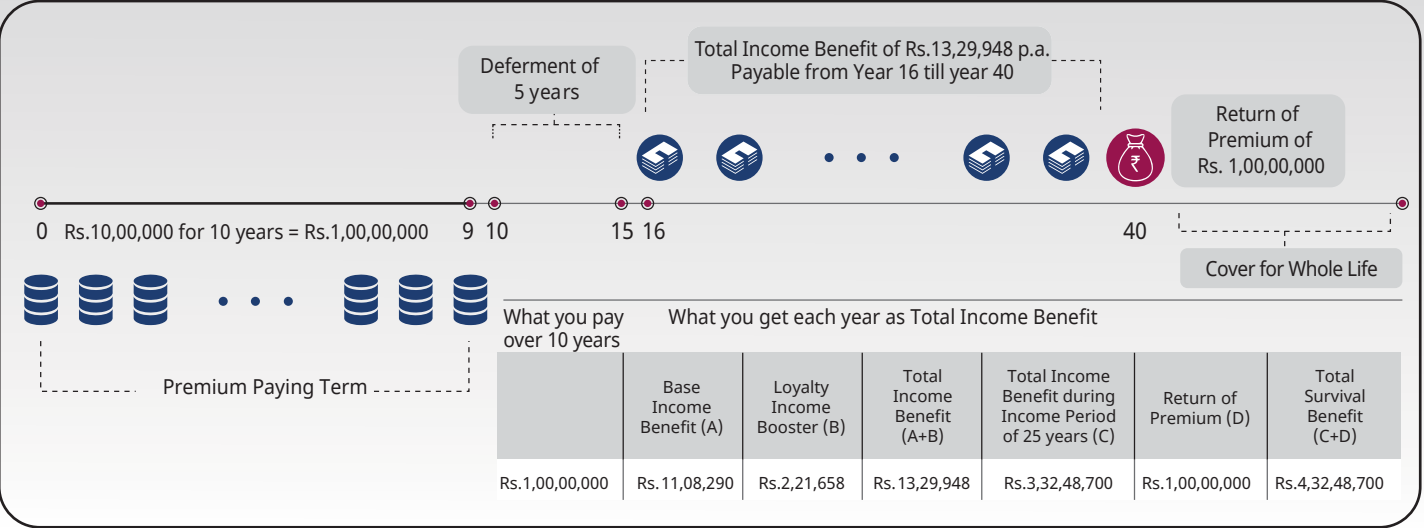 Deferment of
5 years
Total Income Benefit of Rs.13,29,948 p.a.
Payable from Year 16 till year 40
₹
Return of
Premium of
Rs. 1,00,00,000
0 Rs.10,00,000 for 10 years = Rs.1,00,00,000 9 10 15 16 40
Cover for Whole Life
Premium Paying Term
What you pay
over 10 years
What you get each year as Total Income Benefit
Base
Income
Benefit (A)
Loyalty
Income
Booster (B)
Total
Income
Benefit
(A+B)
Total Income
Benefit during
Income Period
of 25 years (C)
Return of
Premium (D)
Total
Survival
Benefit
(C+D)
Rs.1,00,00,000 Rs.11,08,290 Rs.2,21,658 Rs.13,29,948 Rs.3,32,48,700 Rs.1,00,00,000 Rs.4,32,48,700